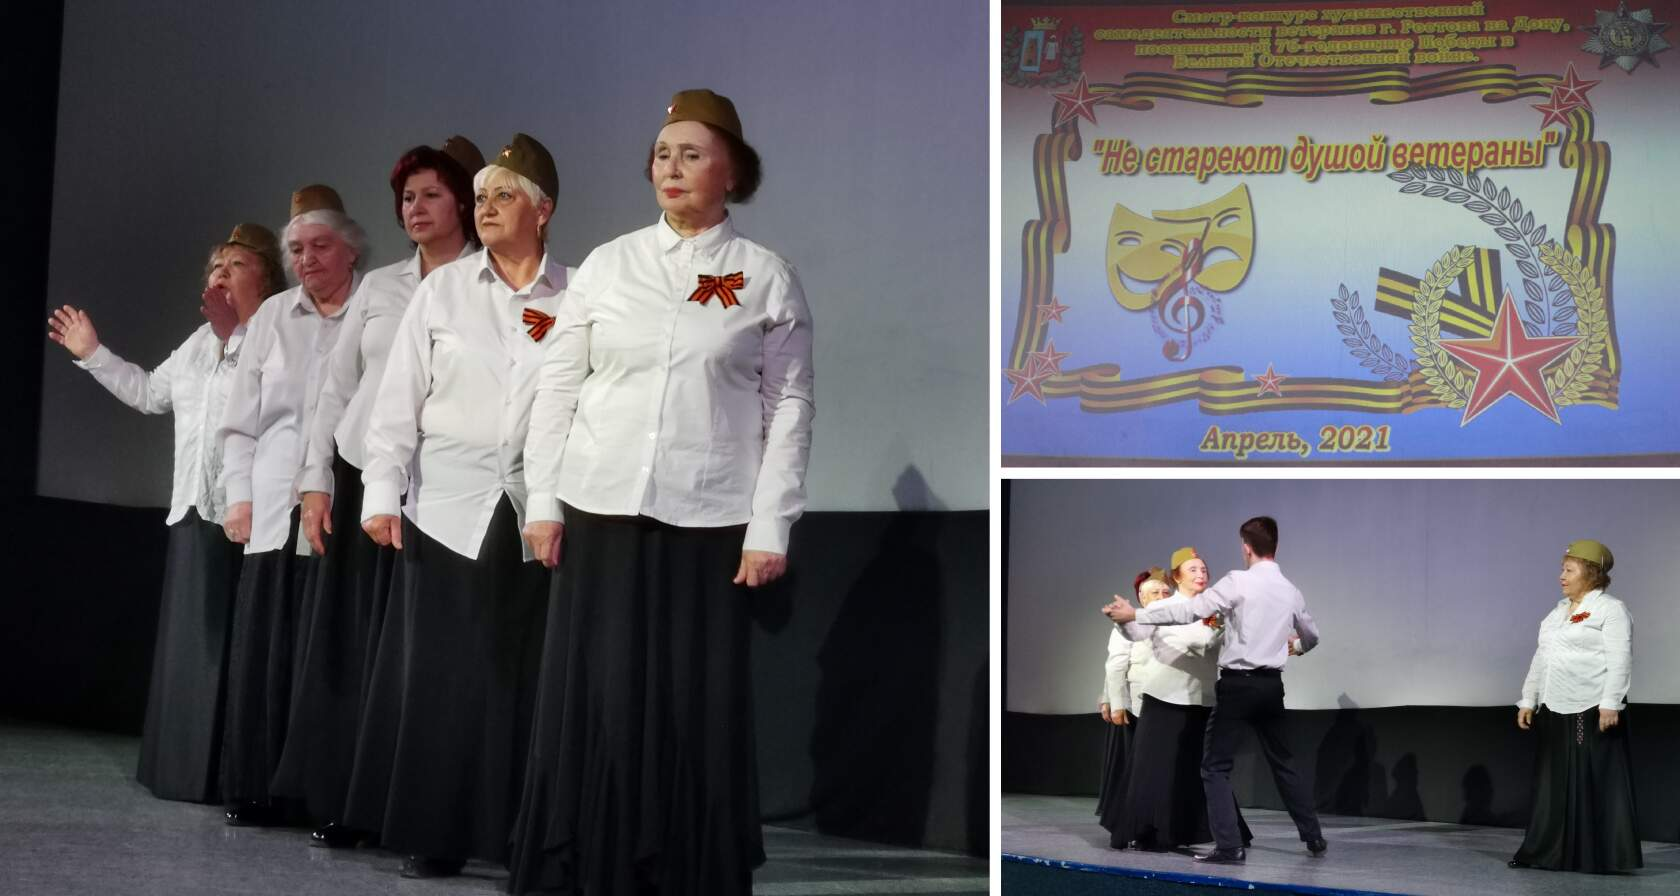 Смотр-конкурс художественной
самодеятельности ветеранов г. Ростова на Дону,
посвященный 76-годовщине Победы в
Великой Отечественной войне.
"Не стареют душой ветераны"
Апрель, 2021